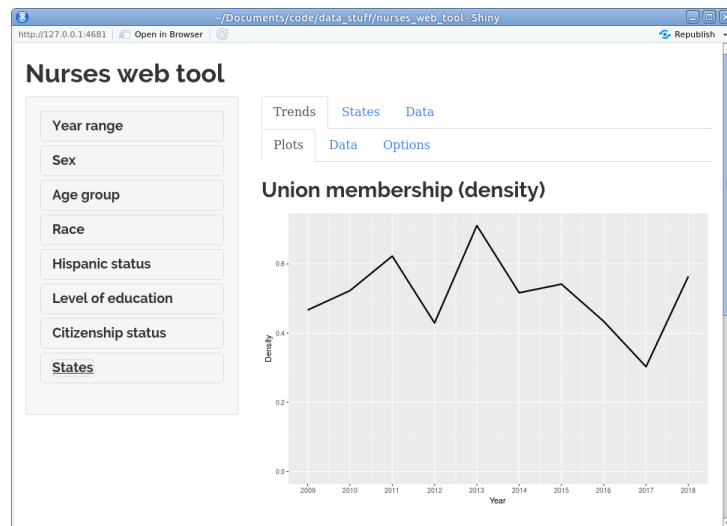 ~/Documents/code/data_stuff/nurses_web_tool - Shiny
http://127.0.0.1:4681 Open in Browser Republish
Nurses web tool
Year range
Sex
Age group
Race
Hispanic status
Level of education
Citizenship status
States
Trends States Data
Plots Data Options
Union membership (density)
Density
0.6
0.4
0.2
0.0
2009 2010 2011 2012 2013 2014 2015 2016 2017 2018
Year